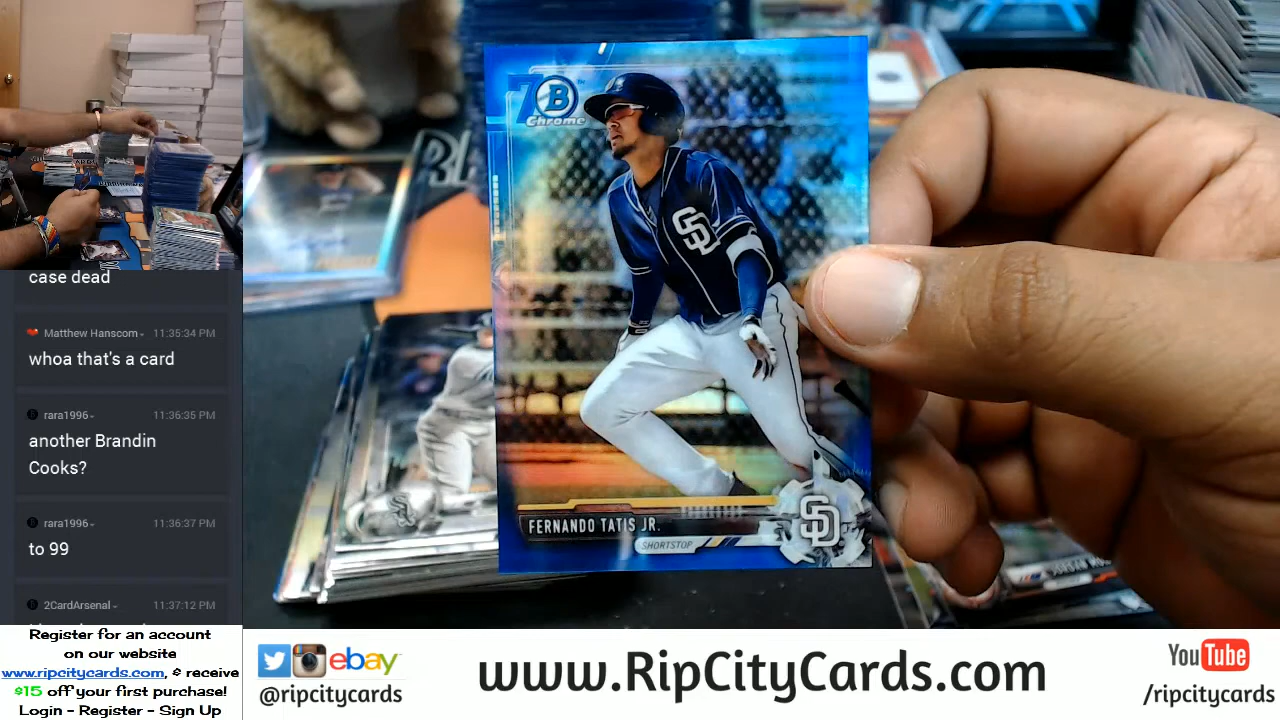 case dead
Matthew Hanscom 11:35:34 PM
whoa that's a card
rara1996 11:36:35 PM
another Brandin
Cooks?
rara1996 11:36:37 PM
to 99
2CardArsenal 11:37:12 PM
Register for an account
on our website
www.ripcitycards.com, & receive
$15 off your first purchase!
Login - Register - Sign Up
70 B
Chrome
SD
FERNANDO TATIS JR.
SHORTSTOP
SD
ebay
@ripcitycards
www.RipCityCards.com
YouTube
/ripcitycards